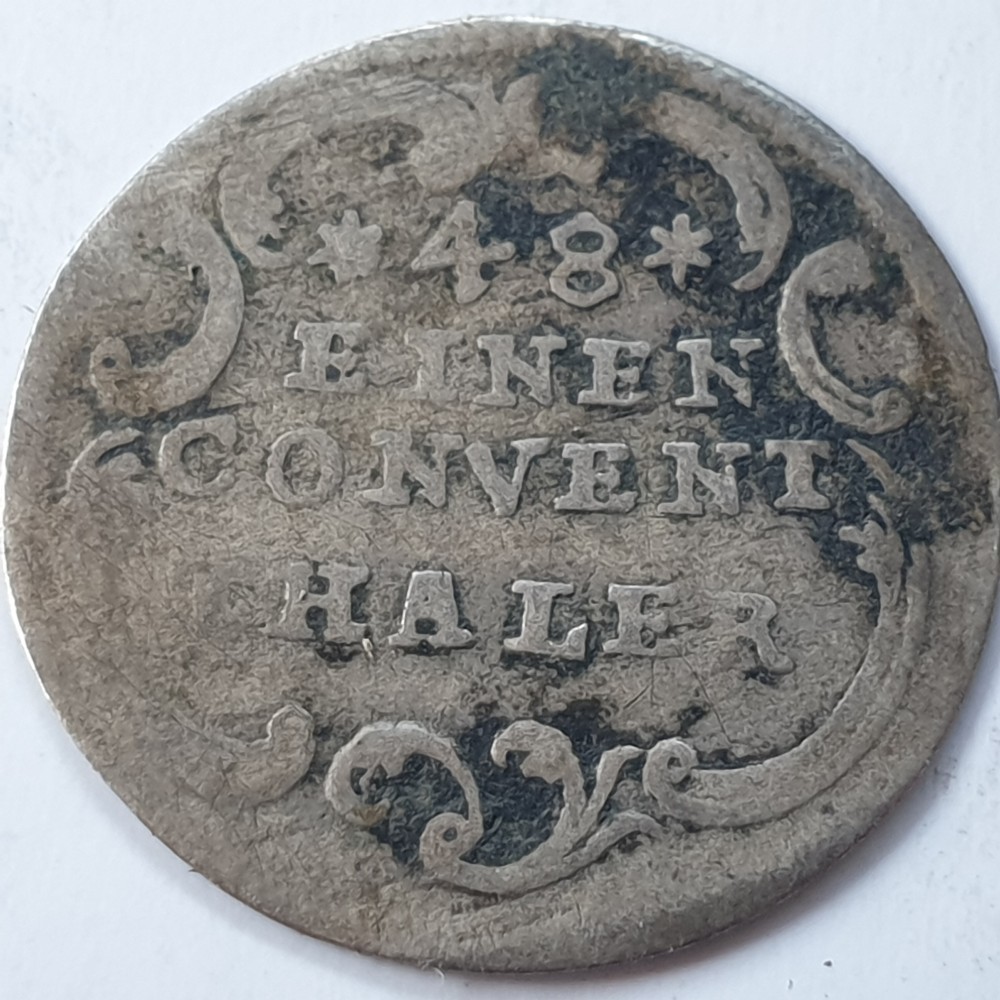 *48*
EINEN
CONVENT
HALER